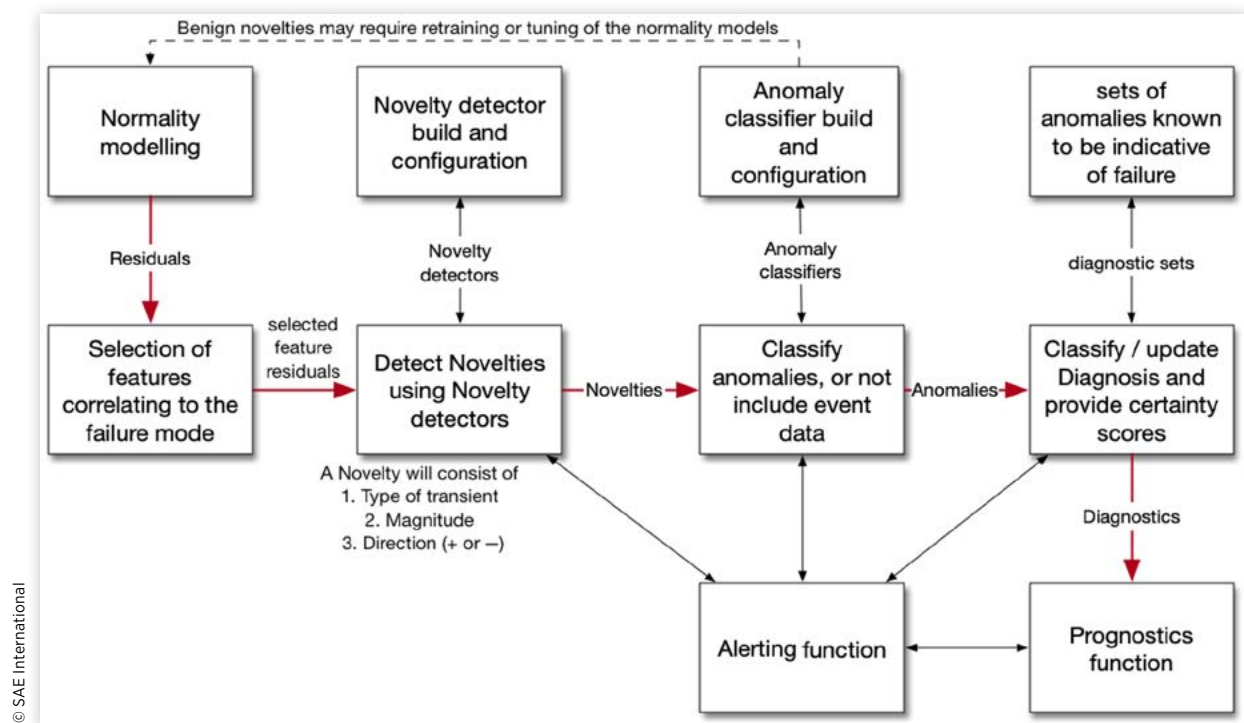 Benign novelties may require retraining or tuning of the normality models
Normality
modelling
Novelty detector
build and
configuration
Anomaly
classifier build
and
configuration
sets of
anomalies known
to be indicative
of failure
Residuals
Novelty
detectors
Anomaly
classifiers
diagnostic sets
Selection of
features
correlating to the
failure mode
selected
feature
residuals
Detect Novelties
using Novelty
detectors
Novelties
Classify
anomalies, or not
include event
data
Anomalies
Classify / update
Diagnosis and
provide certainty
scores
A Novelty will consist of
1. Type of transient
2. Magnitude
3. Direction (+ or —)
Diagnostics
Alerting function
Prognostics
function
© SAE International